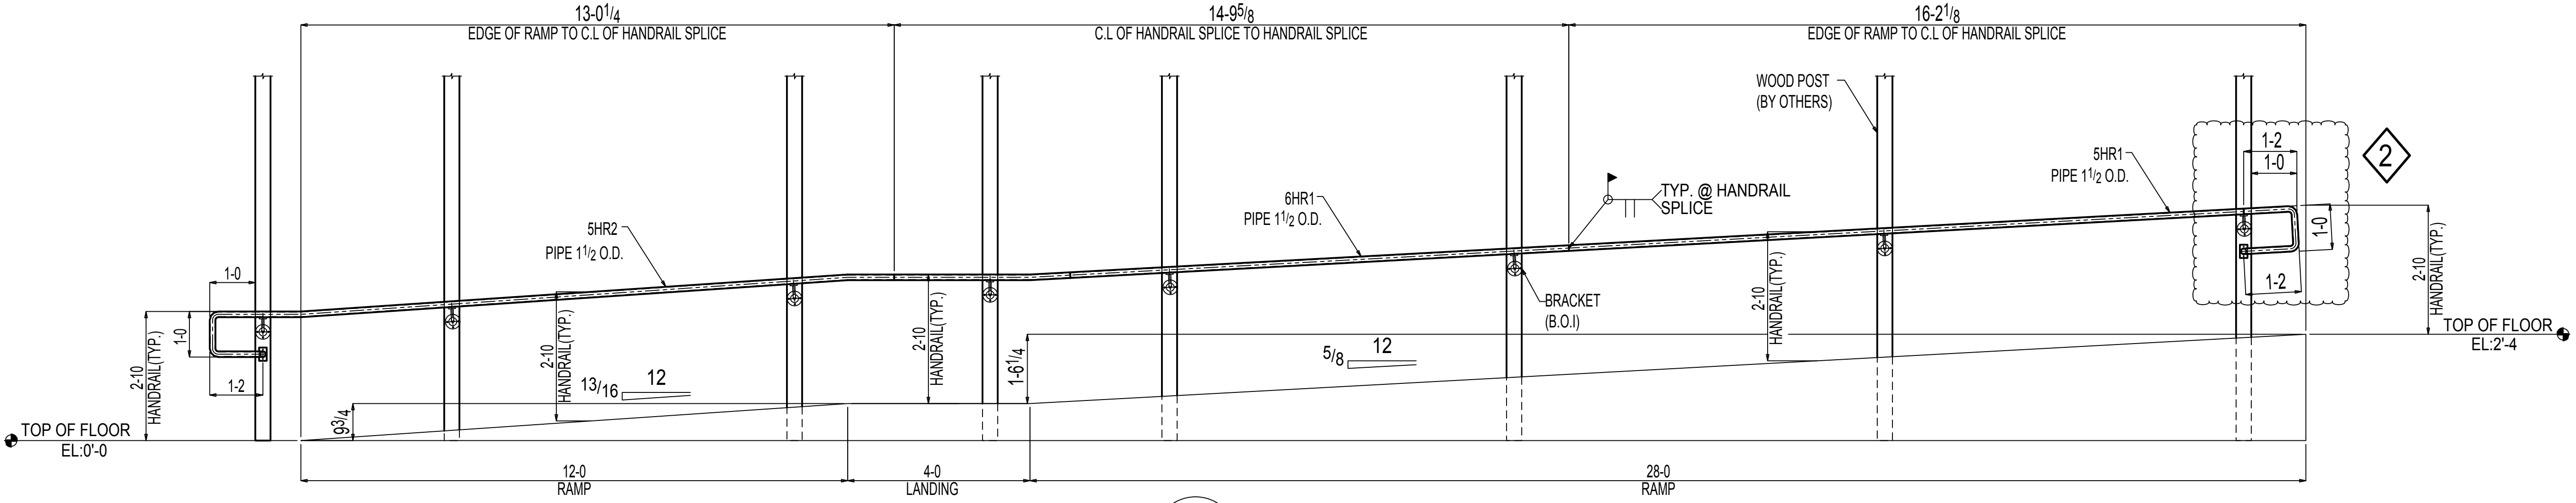 13-0 1/4
EDGE OF RAMP TO C.L OF HANDRAIL SPLICE
14-9 5/8
C.L OF HANDRAIL SPLICE TO HANDRAIL SPLICE
16-2 1/8
EDGE OF RAMP TO C.L OF HANDRAIL SPLICE
WOOD POST
(BY OTHERS)
1-2
1-0
2
5HR1
PIPE 1 1/2 O.D.
TYP. @ HANDRAIL
SPLICE
6HR1
PIPE 1 1/2 O.D.
5HR2
PIPE 1 1/2 O.D.
1-0
1-0
1-2
2-10
HANDRAIL(TYP.)
2-10
HANDRAIL(TYP.)
2-10
HANDRAIL(TYP.)
2-10
HANDRAIL(TYP.)
1-0
1-2
2-10
HANDRAIL(TYP.)
BRACKET
(B.O.I)
TOP OF FLOOR
EL:2'-4
1-6 1/4
5/8
12
13/16
12
9 3/4
TOP OF FLOOR
EL:0'-0
12-0
RAMP
4-0
LANDING
28-0
RAMP